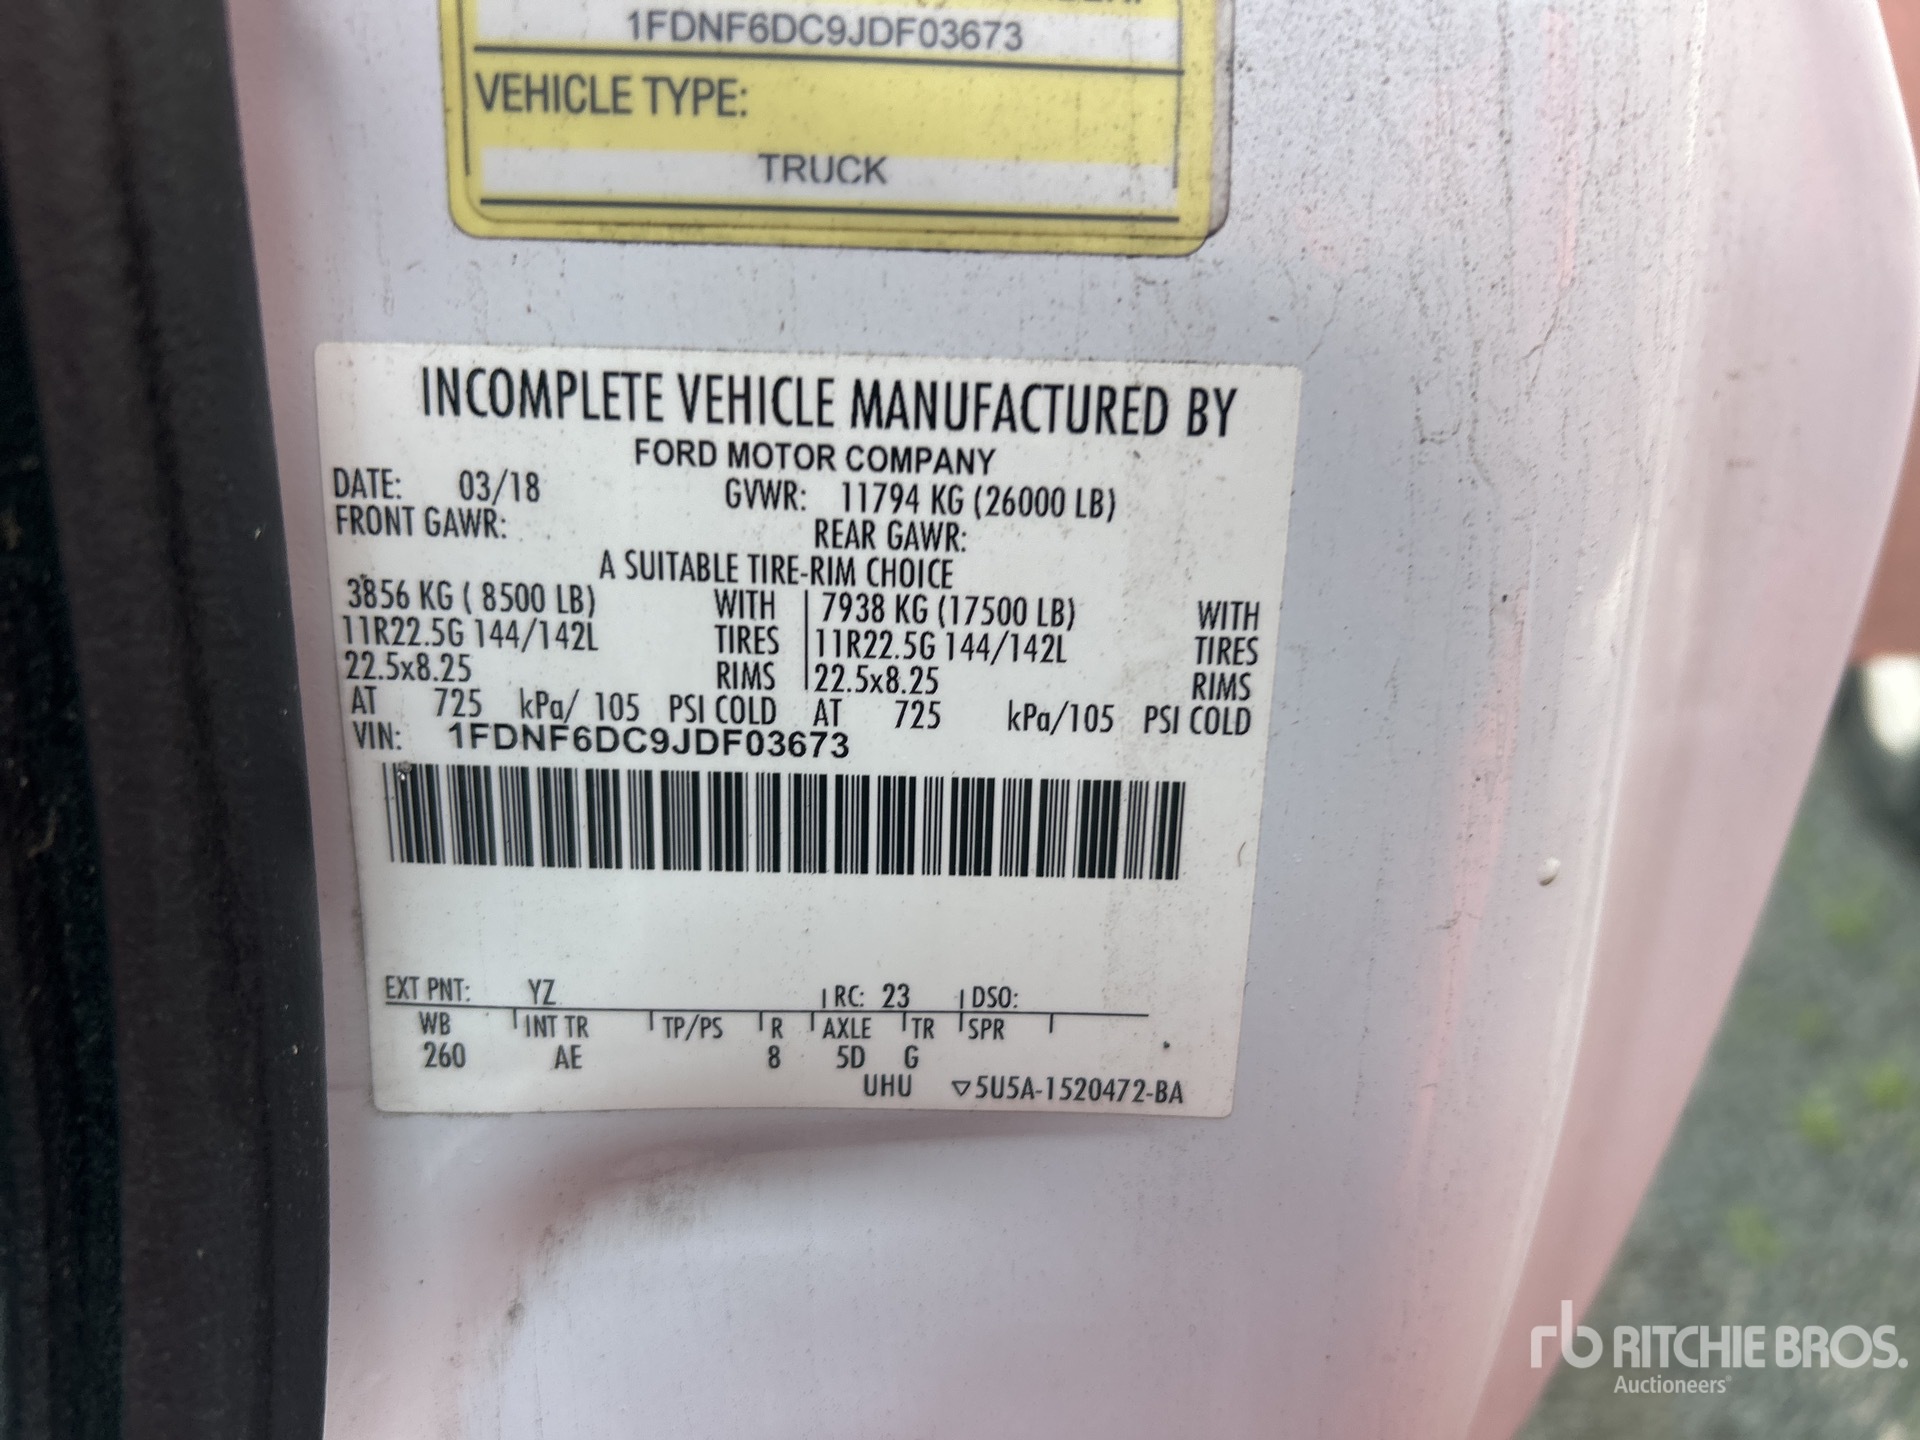 1FDNF6DC9JDF03673
VEHICLE TYPE:
TRUCK
INCOMPLETE VEHICLE MANUFACTURED BY
FORD MOTOR COMPANY
DATE: 03/18 GVWR: 11794 KG (26000 LB)
FRONT GAWR: REAR GAWR:
A SUITABLE TIRE-RIM CHOICE
3856 KG ( 8500 LB) WITH 7938 KG (17500 LB) WITH
11R22.5G 144/142L TIRES 11R22.5G 144/142L TIRES
22.5x8.25 RIMS 22.5x8.25 RIMS
AT 725 kPa/ 105 PSI COLD AT 725 kPa/105 PSI COLD
VIN: 1FDNF6DC9JDF03673
EXT PNT: YZ RC: 23 DSO:
WB INT TR TP/PS R AXLE TR SPR
260 AE 8 5D G
UHU ▽5U5A-1520472-BA
rb RITCHIE BROS.
Auctioneers